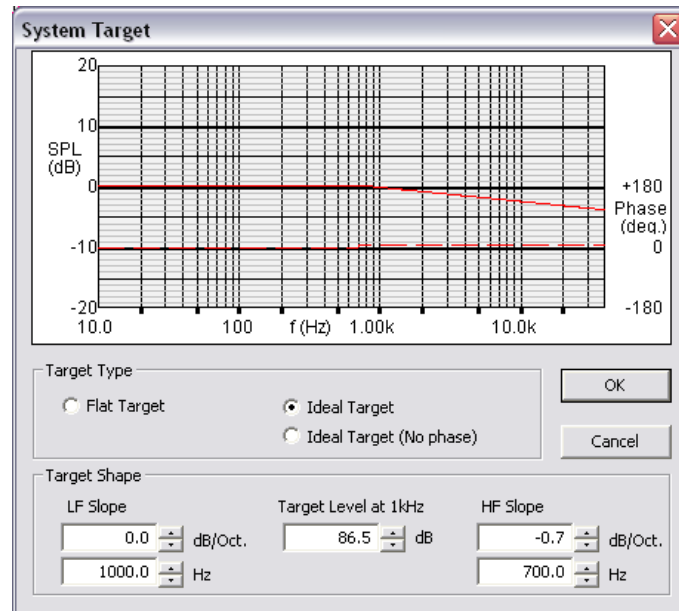 System Target
20
10
SPL
(dB)
0
-10
-20
+180
Phase
(deg.)
0
-180
10.0
100
f (Hz)
1.00k
10.0k
Target Type
Flat Target
Ideal Target
Ideal Target (No phase)
OK
Cancel
Target Shape
LF Slope
Target Level at 1kHz
HF Slope
0.0 dB/Oct.
86.5 dB
-0.7 dB/Oct.
1000.0 Hz
700.0 Hz